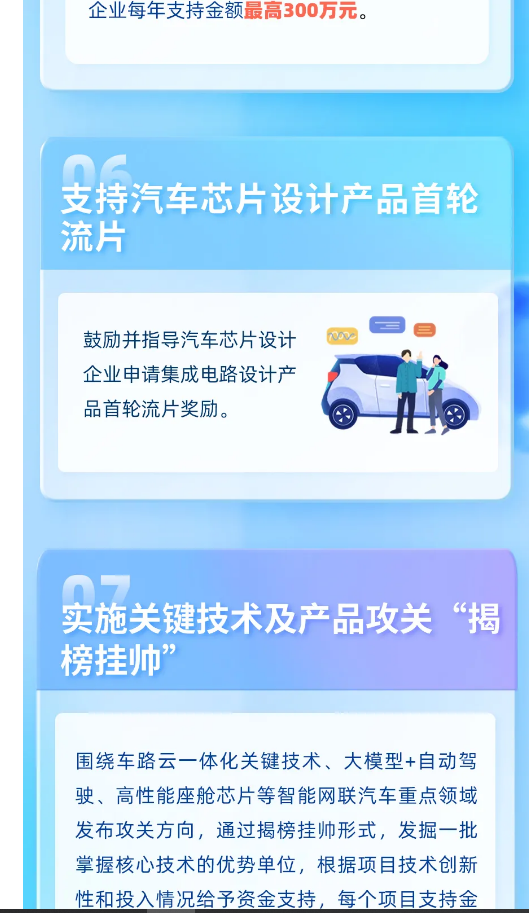 企业每年支持金额最高300万元。
06
支持汽车芯片设计产品首轮
流片
鼓励并指导汽车芯片设计
企业申请集成电路设计产
品首轮流片奖励。
07
实施关键技术及产品攻关“揭
榜挂帅”
围绕车路云一体化关键技术、大模型+自动驾
驶、高性能座舱芯片等智能网联汽车重点领域
发布攻关方向，通过揭榜挂帅形式，发掘一批
掌握核心技术的优势单位，根据项目技术创新
性和投入情况给予资金支持，每个项目支持金